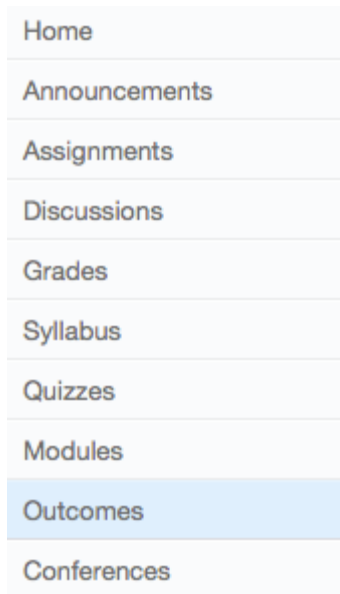 Home
Announcements
Assignments
Discussions
Grades
Syllabus
Quizzes
Modules
Outcomes
Conferences